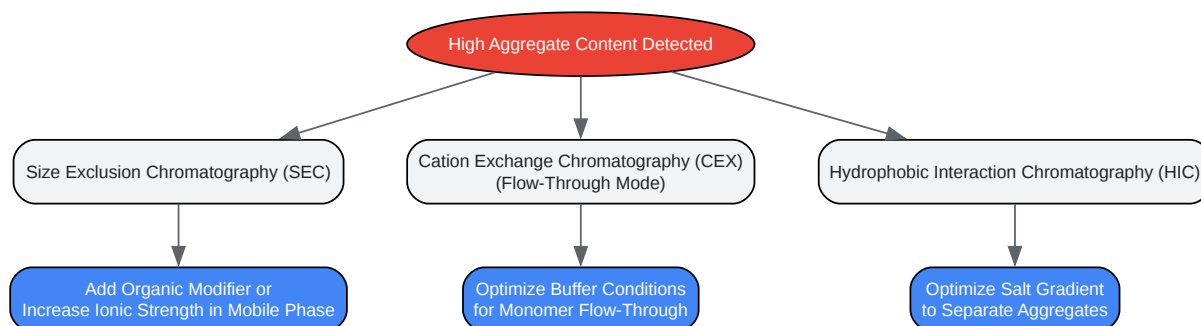 High Aggregate Content Detected
Size Exclusion Chromatography (SEC)
Cation Exchange Chromatography (CEX)
(Flow-Through Mode)
Hydrophobic Interaction Chromatography (HIC)
Add Organic Modifier or
Increase Ionic Strength in Mobile Phase
Optimize Buffer Conditions
for Monomer Flow-Through
Optimize Salt Gradient
to Separate Aggregates